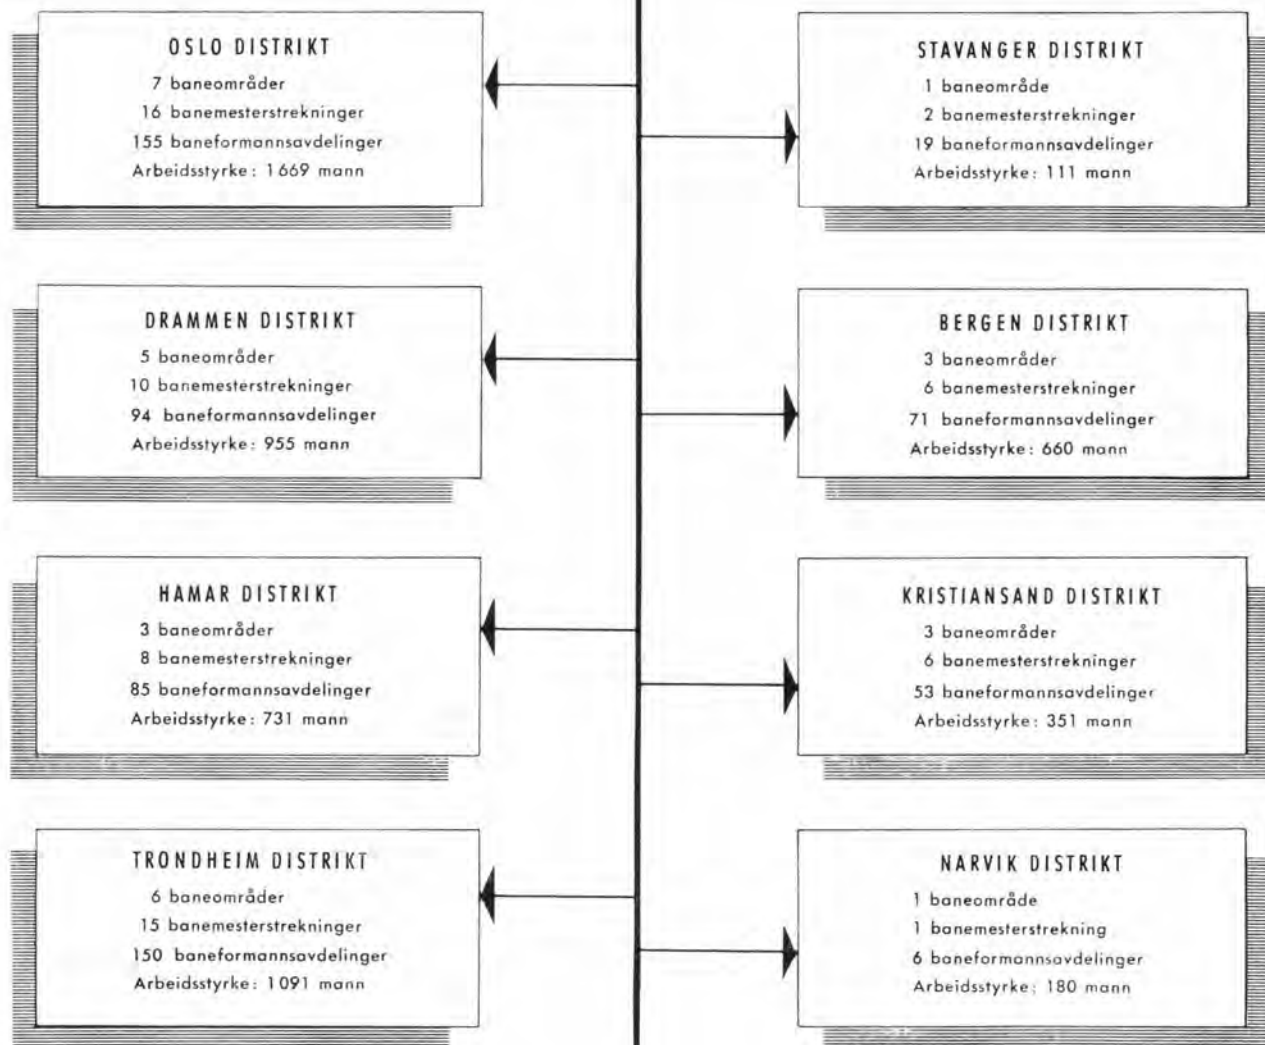 OSLO DISTRIKT
7 baneområder
16 banemesterstrekninger
155 baneformannsavdelinger
Arbeidsstyrke: 1669 mann
DRAMMEN DISTRIKT
5 baneområder
10 banemesterstrekninger
94 baneformannsavdelinger
Arbeidsstyrke: 955 mann
HAMAR DISTRIKT
3 baneområder
8 banemesterstrekninger
85 baneformannsavdelinger
Arbeidsstyrke: 731 mann
TRONDHEIM DISTRIKT
6 baneområder
15 banemesterstrekninger
150 baneformannsavdelinger
Arbeidsstyrke: 1091 mann
STAVANGER DISTRIKT
1 baneområde
2 banemesterstrekninger
19 baneformannsavdelinger
Arbeidsstyrke: 111 mann
BERGEN DISTRIKT
3 baneområder
6 banemesterstrekninger
71 baneformannsavdelinger
Arbeidsstyrke: 660 mann
KRISTIANSAND DISTRIKT
3 baneområder
6 banemesterstrekninger
53 baneformannsavdelinger
Arbeidsstyrke: 351 mann
NARVIK DISTRIKT
1 baneområde
1 banemesterstrekning
6 baneformannsavdelinger
Arbeidsstyrke: 180 mann